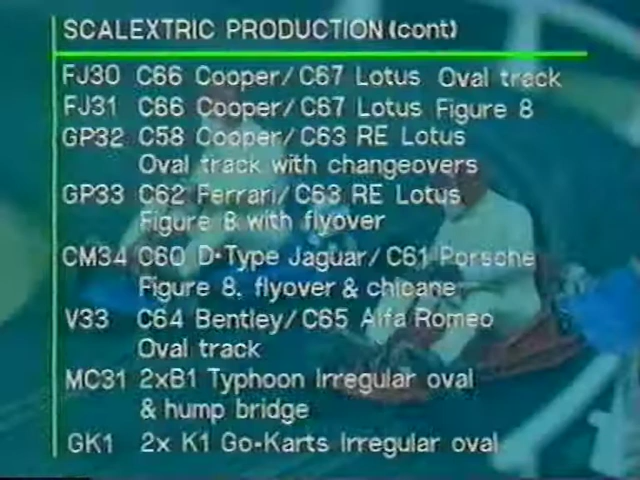 SCALEXTRIC PRODUCTION (cont)
FJ30 C66 Cooper/C67 Lotus Oval track
FJ31 C66 Cooper/C67 Lotus Figure 8
GP32 C58 Cooper/C63 RE Lotus
Oval track with changeovers
GP33 C62 Ferrari/C63 RE Lotus
Figure 8 with flyover
CM34 C60 D·Type Jaguar/C61 Porsche
Figure 8, flyover & chicane
V33 C64 Bentley/C65 Alfa Romeo
Oval track
MC31 2xB1 Typhoon Irregular oval
& hump bridge
GK1 2x K1 Go-Karts Irregular oval